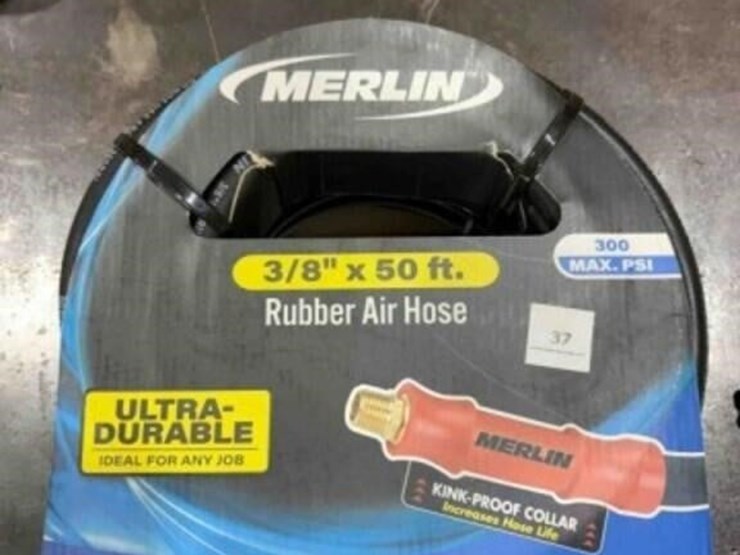 MERLIN
3/8" x 50 ft.
Rubber Air Hose
300
MAX. PSI
37
ULTRA-
DURABLE
IDEAL FOR ANY JOB
MERLIN
KINK-PROOF COLLAR
Increases Hose Life